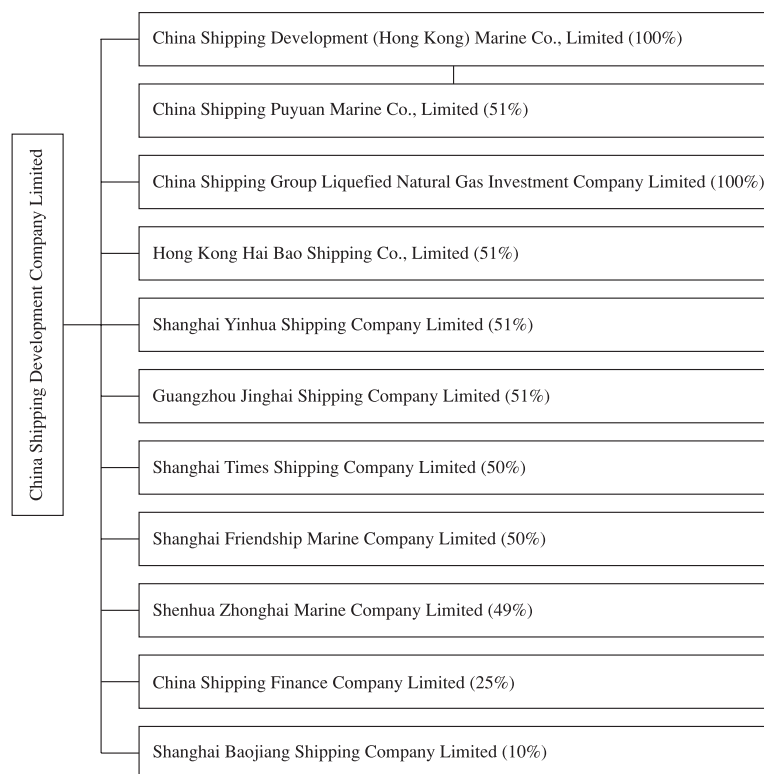 China Shipping Development Company Limited
China Shipping Development (Hong Kong) Marine Co., Limited (100%)
China Shipping Puyuan Marine Co., Limited (51%)
China Shipping Group Liquefied Natural Gas Investment Company Limited (100%)
Hong Kong Hai Bao Shipping Co., Limited (51%)
Shanghai Yinhua Shipping Company Limited (51%)
Guangzhou Jinghai Shipping Company Limited (51%)
Shanghai Times Shipping Company Limited (50%)
Shanghai Friendship Marine Company Limited (50%)
Shenhua Zhonghai Marine Company Limited (49%)
China Shipping Finance Company Limited (25%)
Shanghai Baojiang Shipping Company Limited (10%)